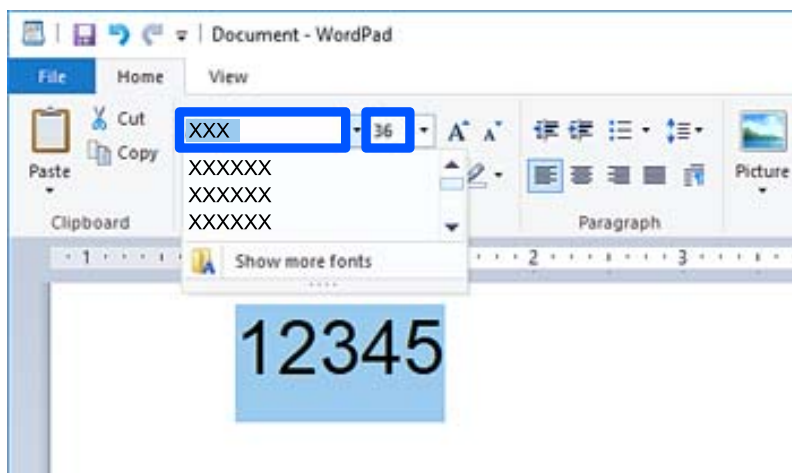 Document - WordPad
File Home View
Cut
XXX 36 A A
Copy
Paste
XXXXXX
XXXXXX
Picture
XXXXXX
Clipboard Paragraph
1 2 3
A Show more fonts
12345